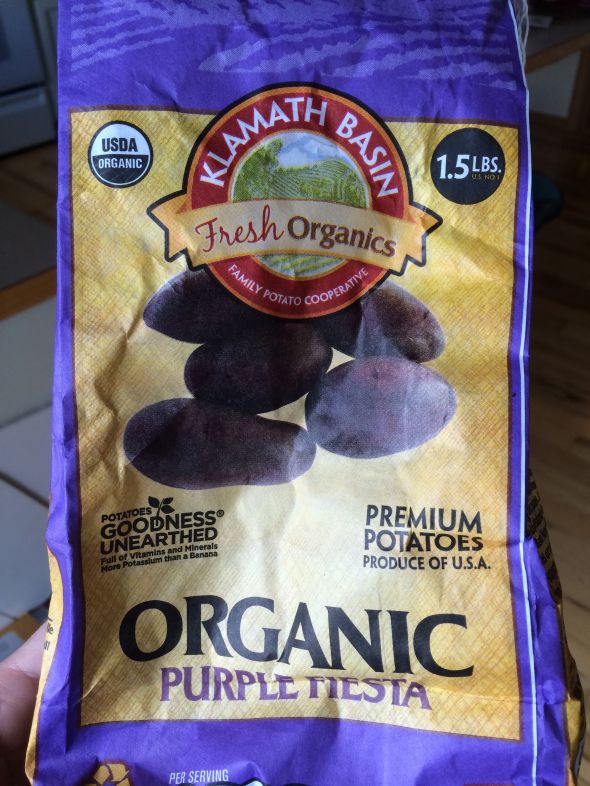 USDA
ORGANIC
KLAMATH BASIN
Fresh Organics
FAMILY POTATO COOPERATIVE
1.5 LBS.
U.S. NO. 1
POTATOES
GOODNESS®
UNEARTHED
Full of Vitamins and Minerals
More Potassium than a Banana
PREMIUM
POTATOES
PRODUCE OF U.S.A.
ORGANIC
PURPLE FIESTA
PER SERVING